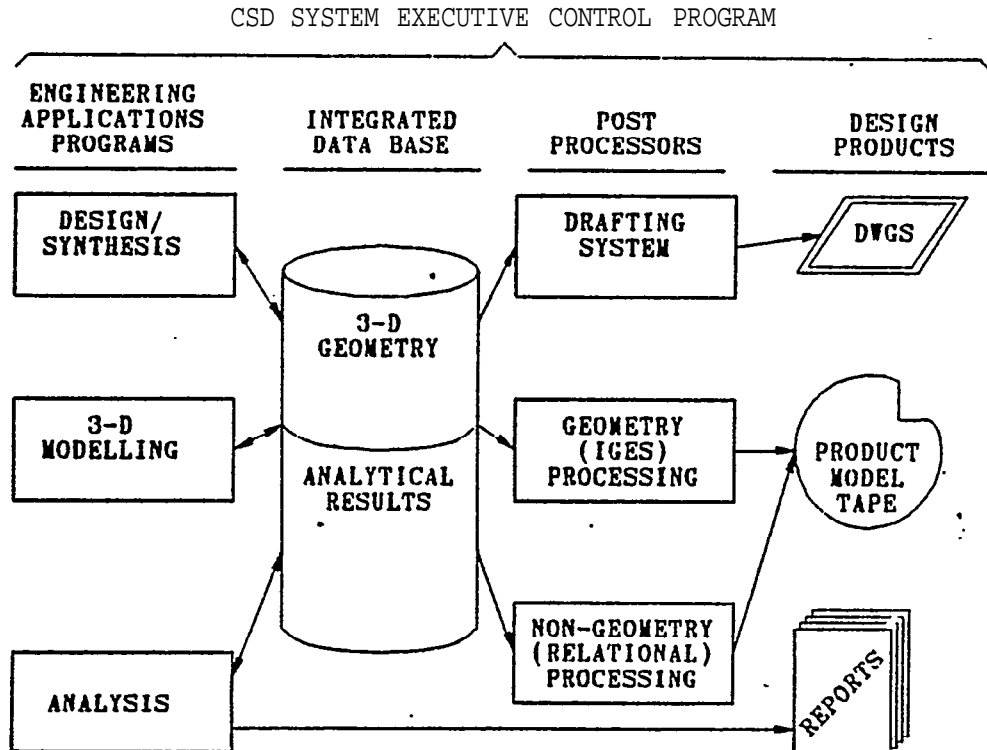 CSD SYSTEM EXECUTIVE CONTROL PROGRAM
ENGINEERING
APPLICATIONS
PROGRAMS
INTEGRATED
DATA BASE
POST
PROCESSORS
DESIGN
PRODUCTS
DESIGN/
SYNTHESIS
3-D
MODELLING
ANALYSIS
3-D
GEOMETRY
ANALYTICAL
RESULTS
DRAFTING
SYSTEM
GEOMETRY
(IGES)
PROCESSING
NON-GEOMETRY
(RELATIONAL)
PROCESSING
DWGS
PRODUCT
MODEL
TAPE
REPORTS